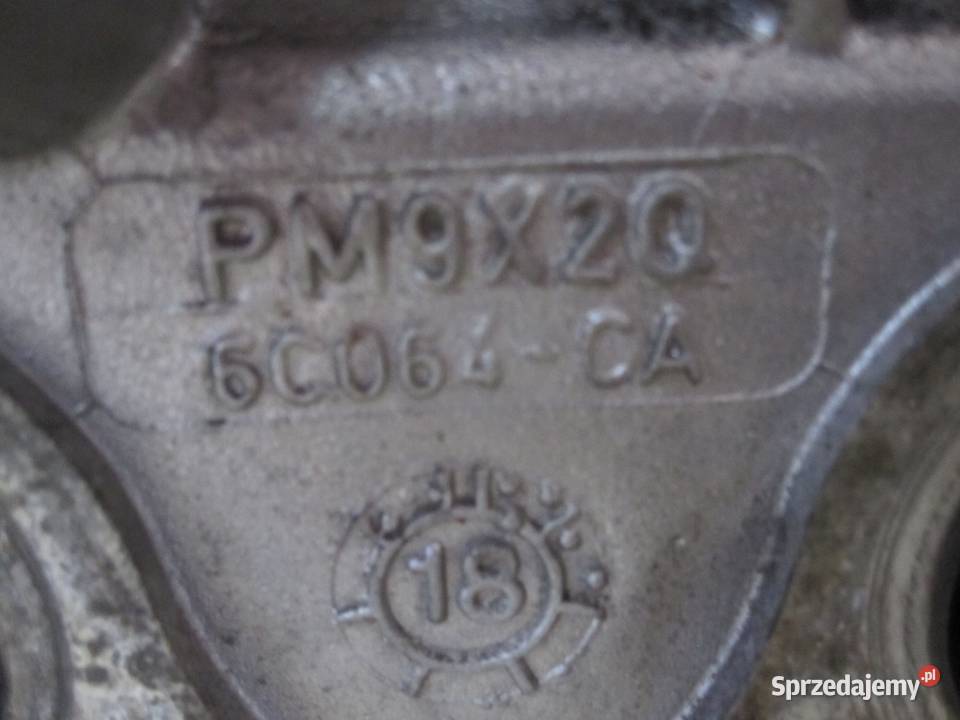 PM9X2Q
6C064-CA
18
Sprzedajemy.pl